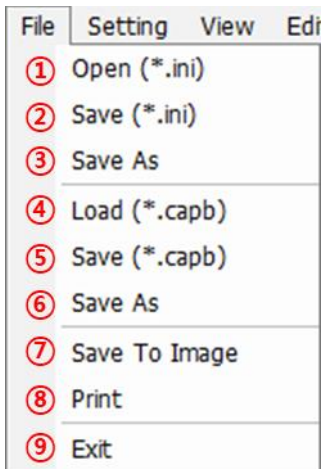 File Setting View Edi
① Open (*.ini)
② Save (*.ini)
③ Save As
④ Load (*.capb)
⑤ Save (*.capb)
⑥ Save As
⑦ Save To Image
⑧ Print
⑨ Exit